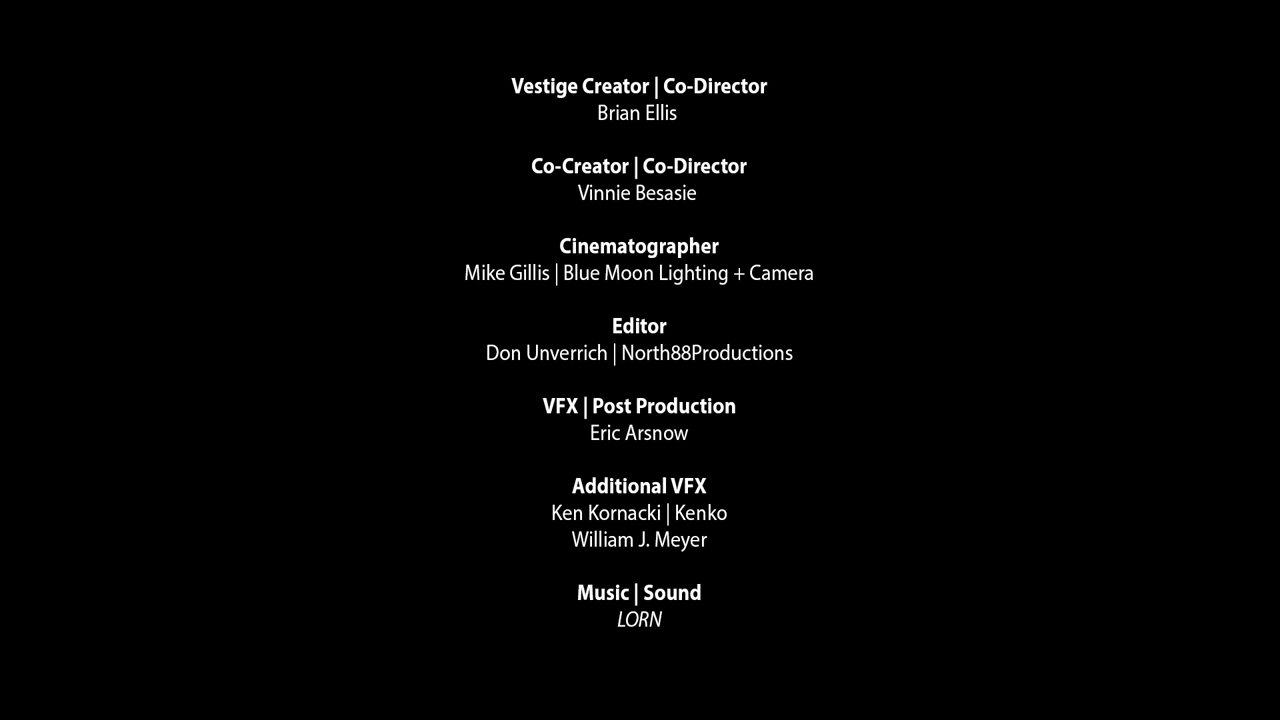 Vestige Creator | Co-Director
Brian Ellis
Co-Creator | Co-Director
Vinnie Besasie
Cinematographer
Mike Gillis | Blue Moon Lighting + Camera
Editor
Don Unverrich | North88Productions
VFX | Post Production
Eric Arsnow
Additional VFX
Ken Kornacki | Kenko
William J. Meyer
Music | Sound
LORN